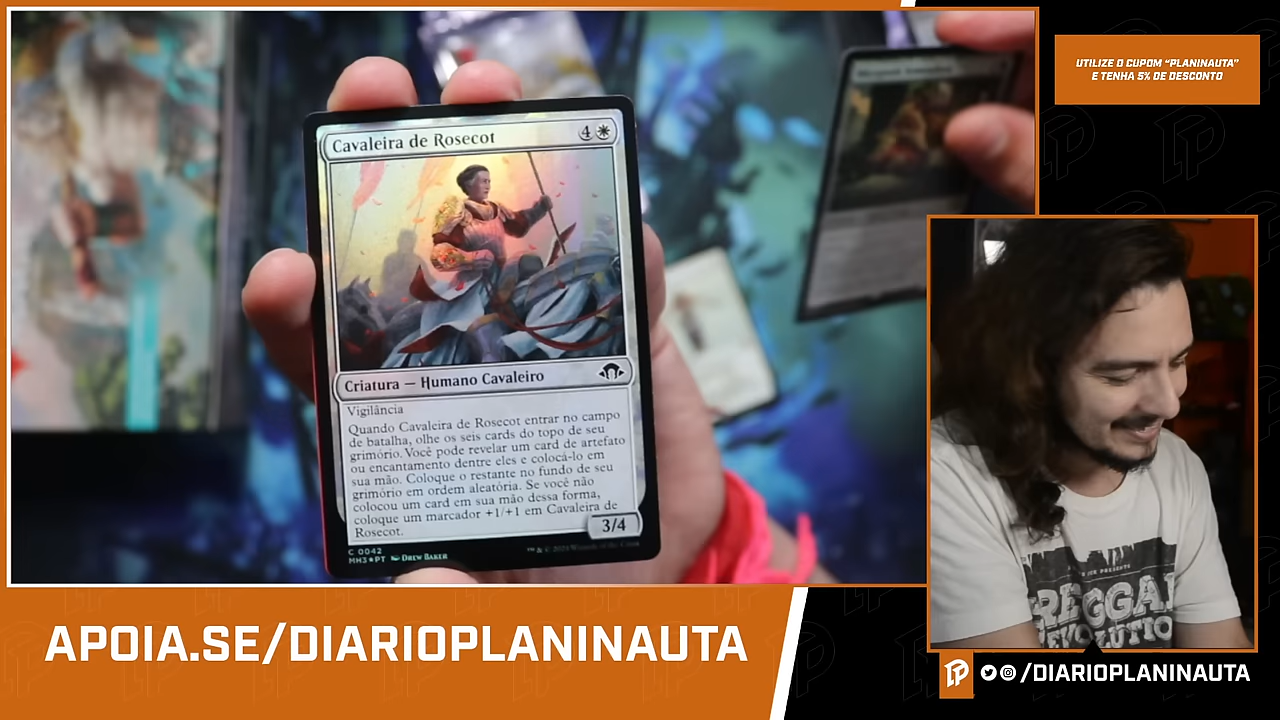 UTILIZE O CUPOM “PLANINAUTA”
E TENHA 5% DE DESCONTO
Cavaleira de Rosecot
4
Criatura — Humano Cavaleiro
Vigilância
Quando Cavaleira de Rosecot entrar no campo
de batalha, olhe os seis cards do topo de seu
grimório. Você pode revelar um card de artefato
ou encantamento dentre eles e colocá-lo em
sua mão. Coloque o restante no fundo de seu
grimório em ordem aleatória. Se você não
colocou um card em sua mão dessa forma,
coloque um marcador +1/+1 em Cavaleira de
Rosecot.
3/4
C 0042
MH3 ★ PT DREW BAKER
PRESENTS
REGGAE
APOIA.SE/DIARIOPLANINAUTA
/DIARIOPLANINAUTA